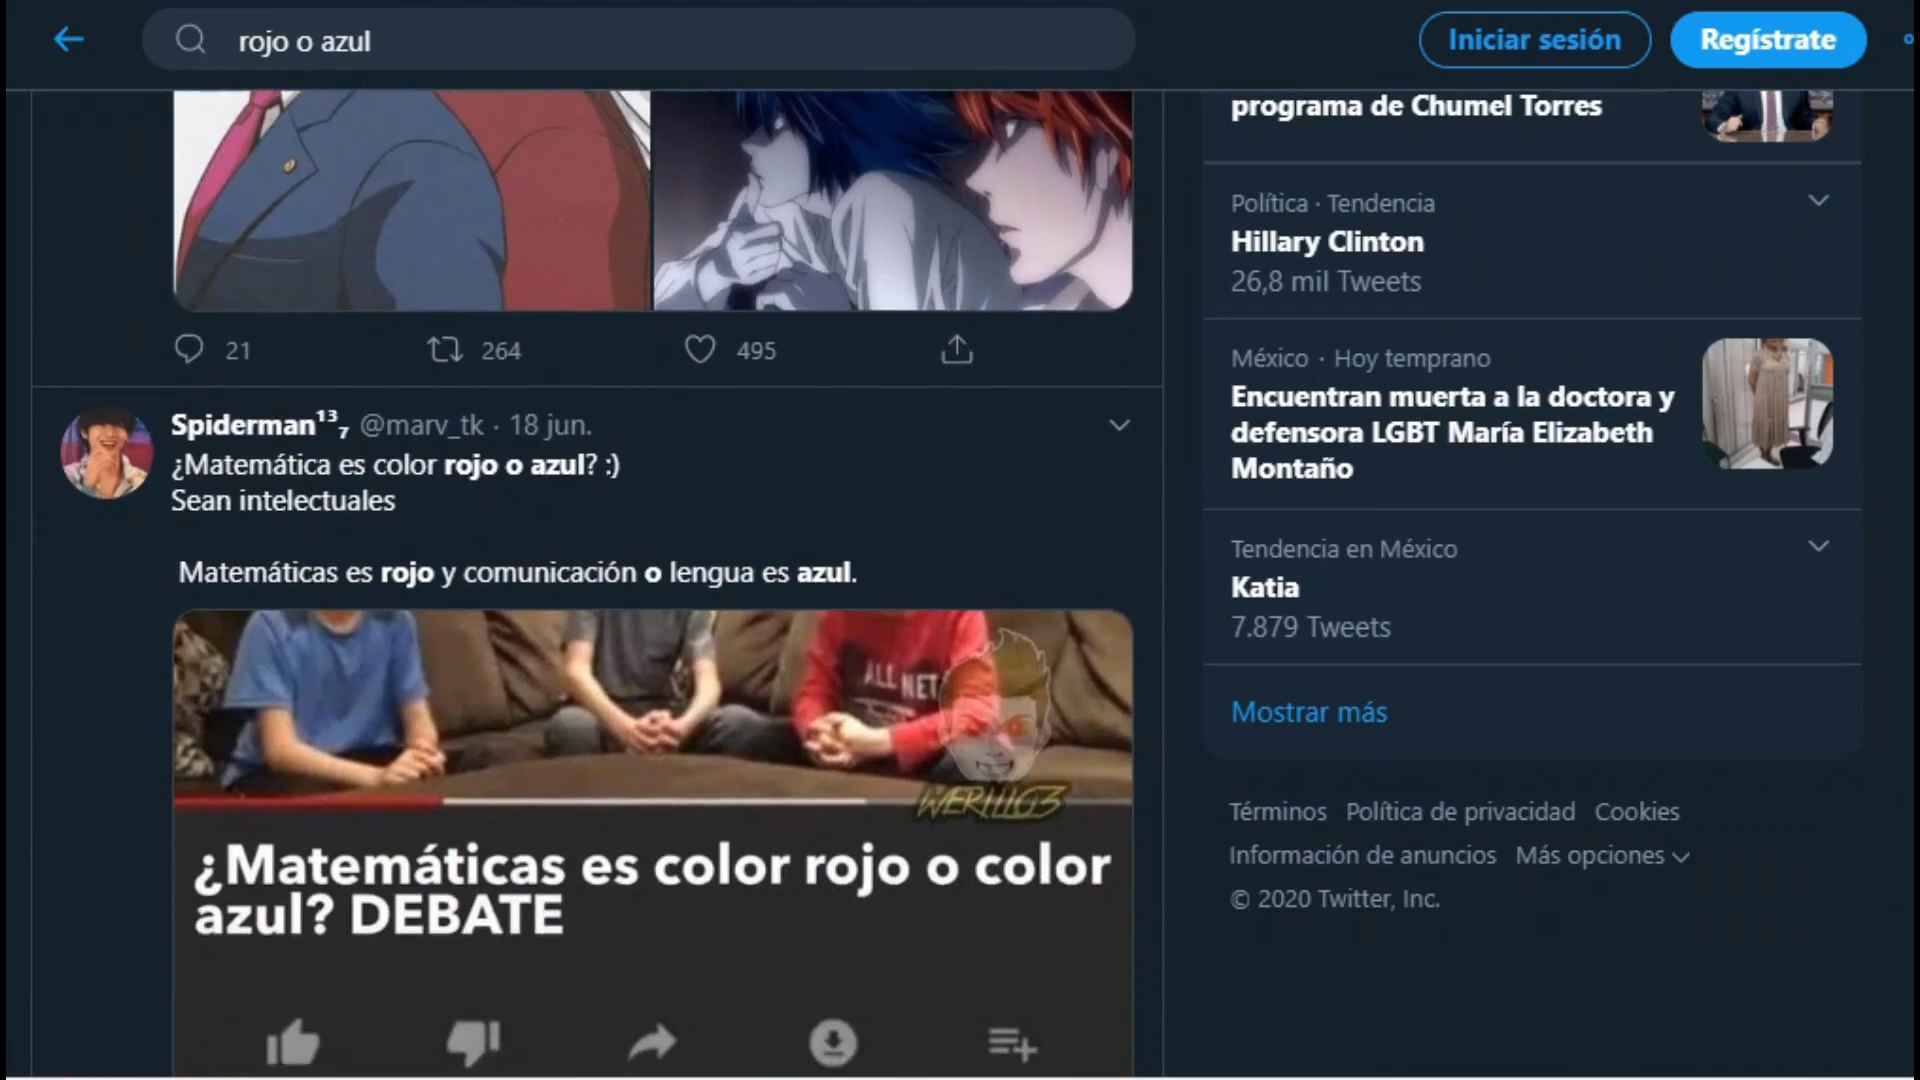 rojo o azul
Iniciar sesión
Regístrate
21
264
495
Spiderman¹³₇ @marv_tk · 18 jun.
¿Matemática es color rojo o azul? :)
Sean intelectuales
Matemáticas es rojo y comunicación o lengua es azul.
ALL NET
WERILLO3
¿Matemáticas es color rojo o color
azul? DEBATE
programa de Chumel Torres
Política · Tendencia
Hillary Clinton
26,8 mil Tweets
México · Hoy temprano
Encuentran muerta a la doctora y
defensora LGBT María Elizabeth
Montaño
Tendencia en México
Katia
7.879 Tweets
Mostrar más
Términos Política de privacidad Cookies
Información de anuncios Más opciones
© 2020 Twitter, Inc.